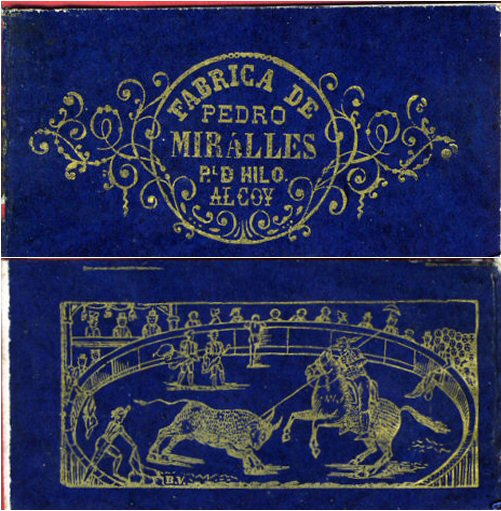 FABRICA DE
PEDRO
MIRALLES
P.L D HILO.
ALCOY
B.V.